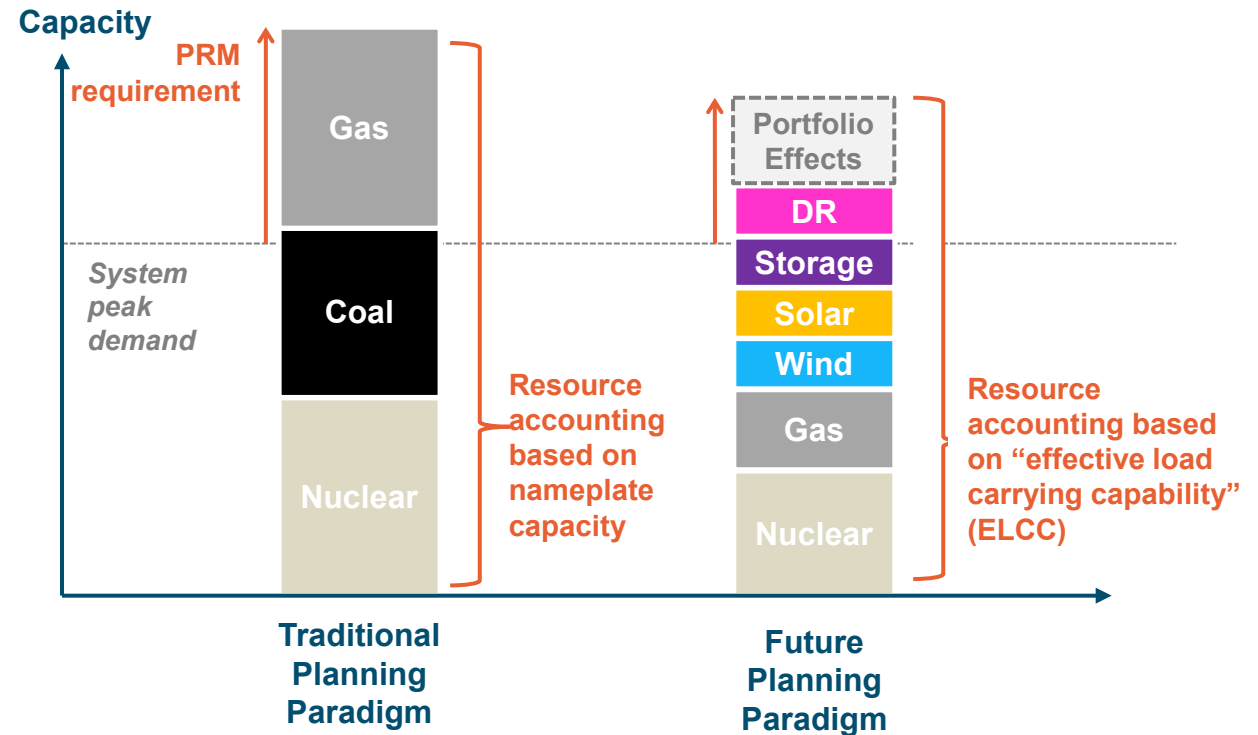 Capacity
PRM
requirement
Gas
Coal
Nuclear
System
peak
demand
Resource
accounting
based on
nameplate
capacity
Portfolio
Effects
DR
Storage
Solar
Wind
Gas
Nuclear
Resource
accounting based
on “effective load
carrying capability”
(ELCC)
Traditional
Planning
Paradigm
Future
Planning
Paradigm